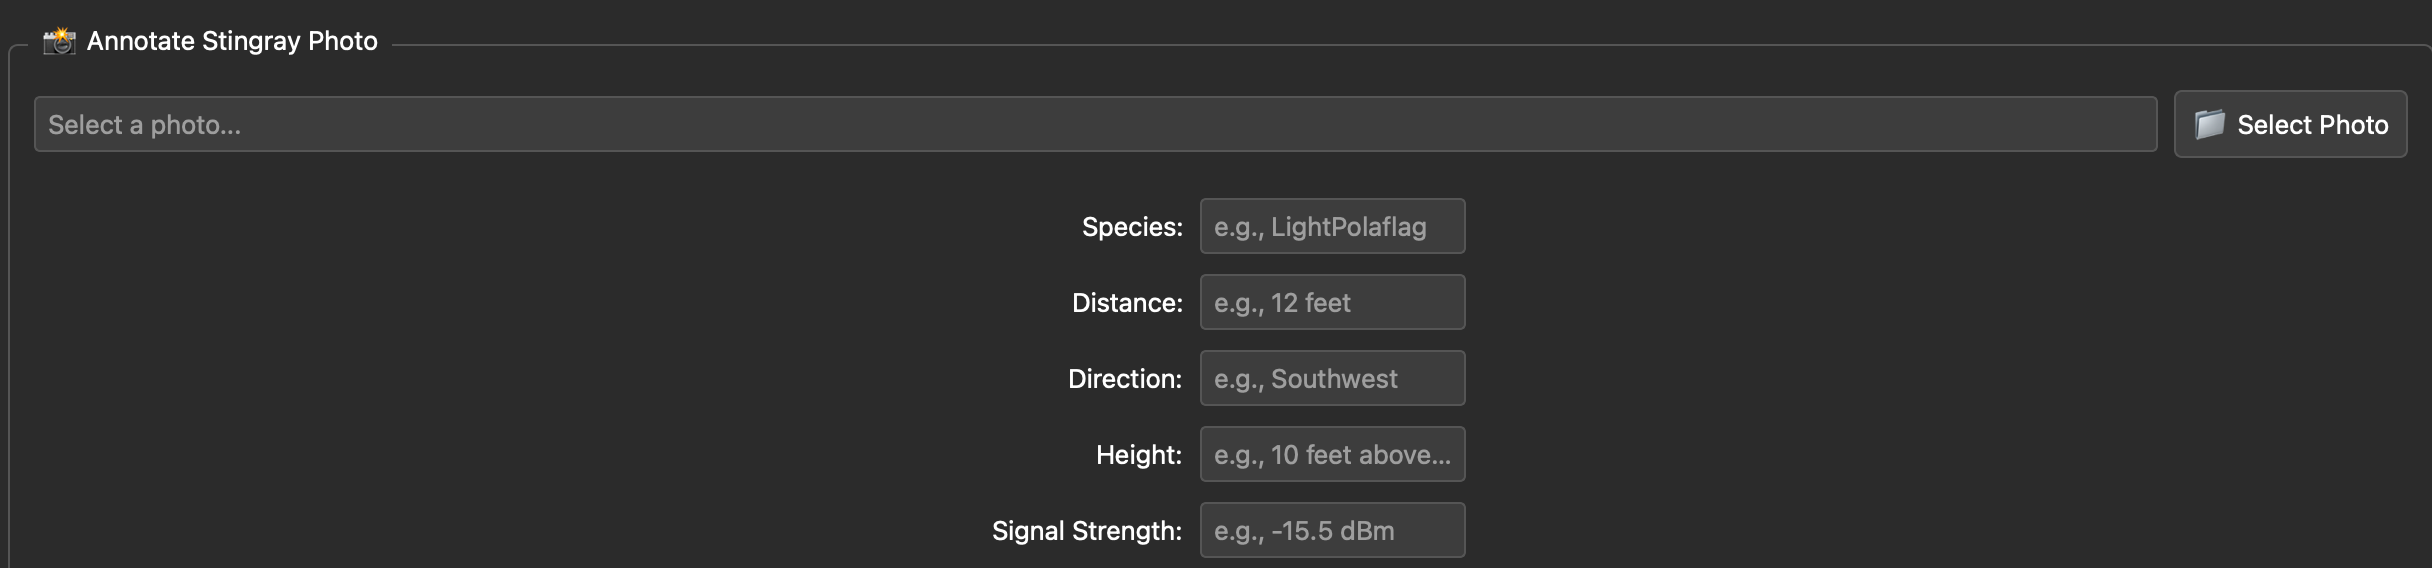 📸 Annotate Stingray Photo
Select a photo...
📁 Select Photo
Species: e.g., LightPolaflag
Distance: e.g., 12 feet
Direction: e.g., Southwest
Height: e.g., 10 feet above...
Signal Strength: e.g., -15.5 dBm